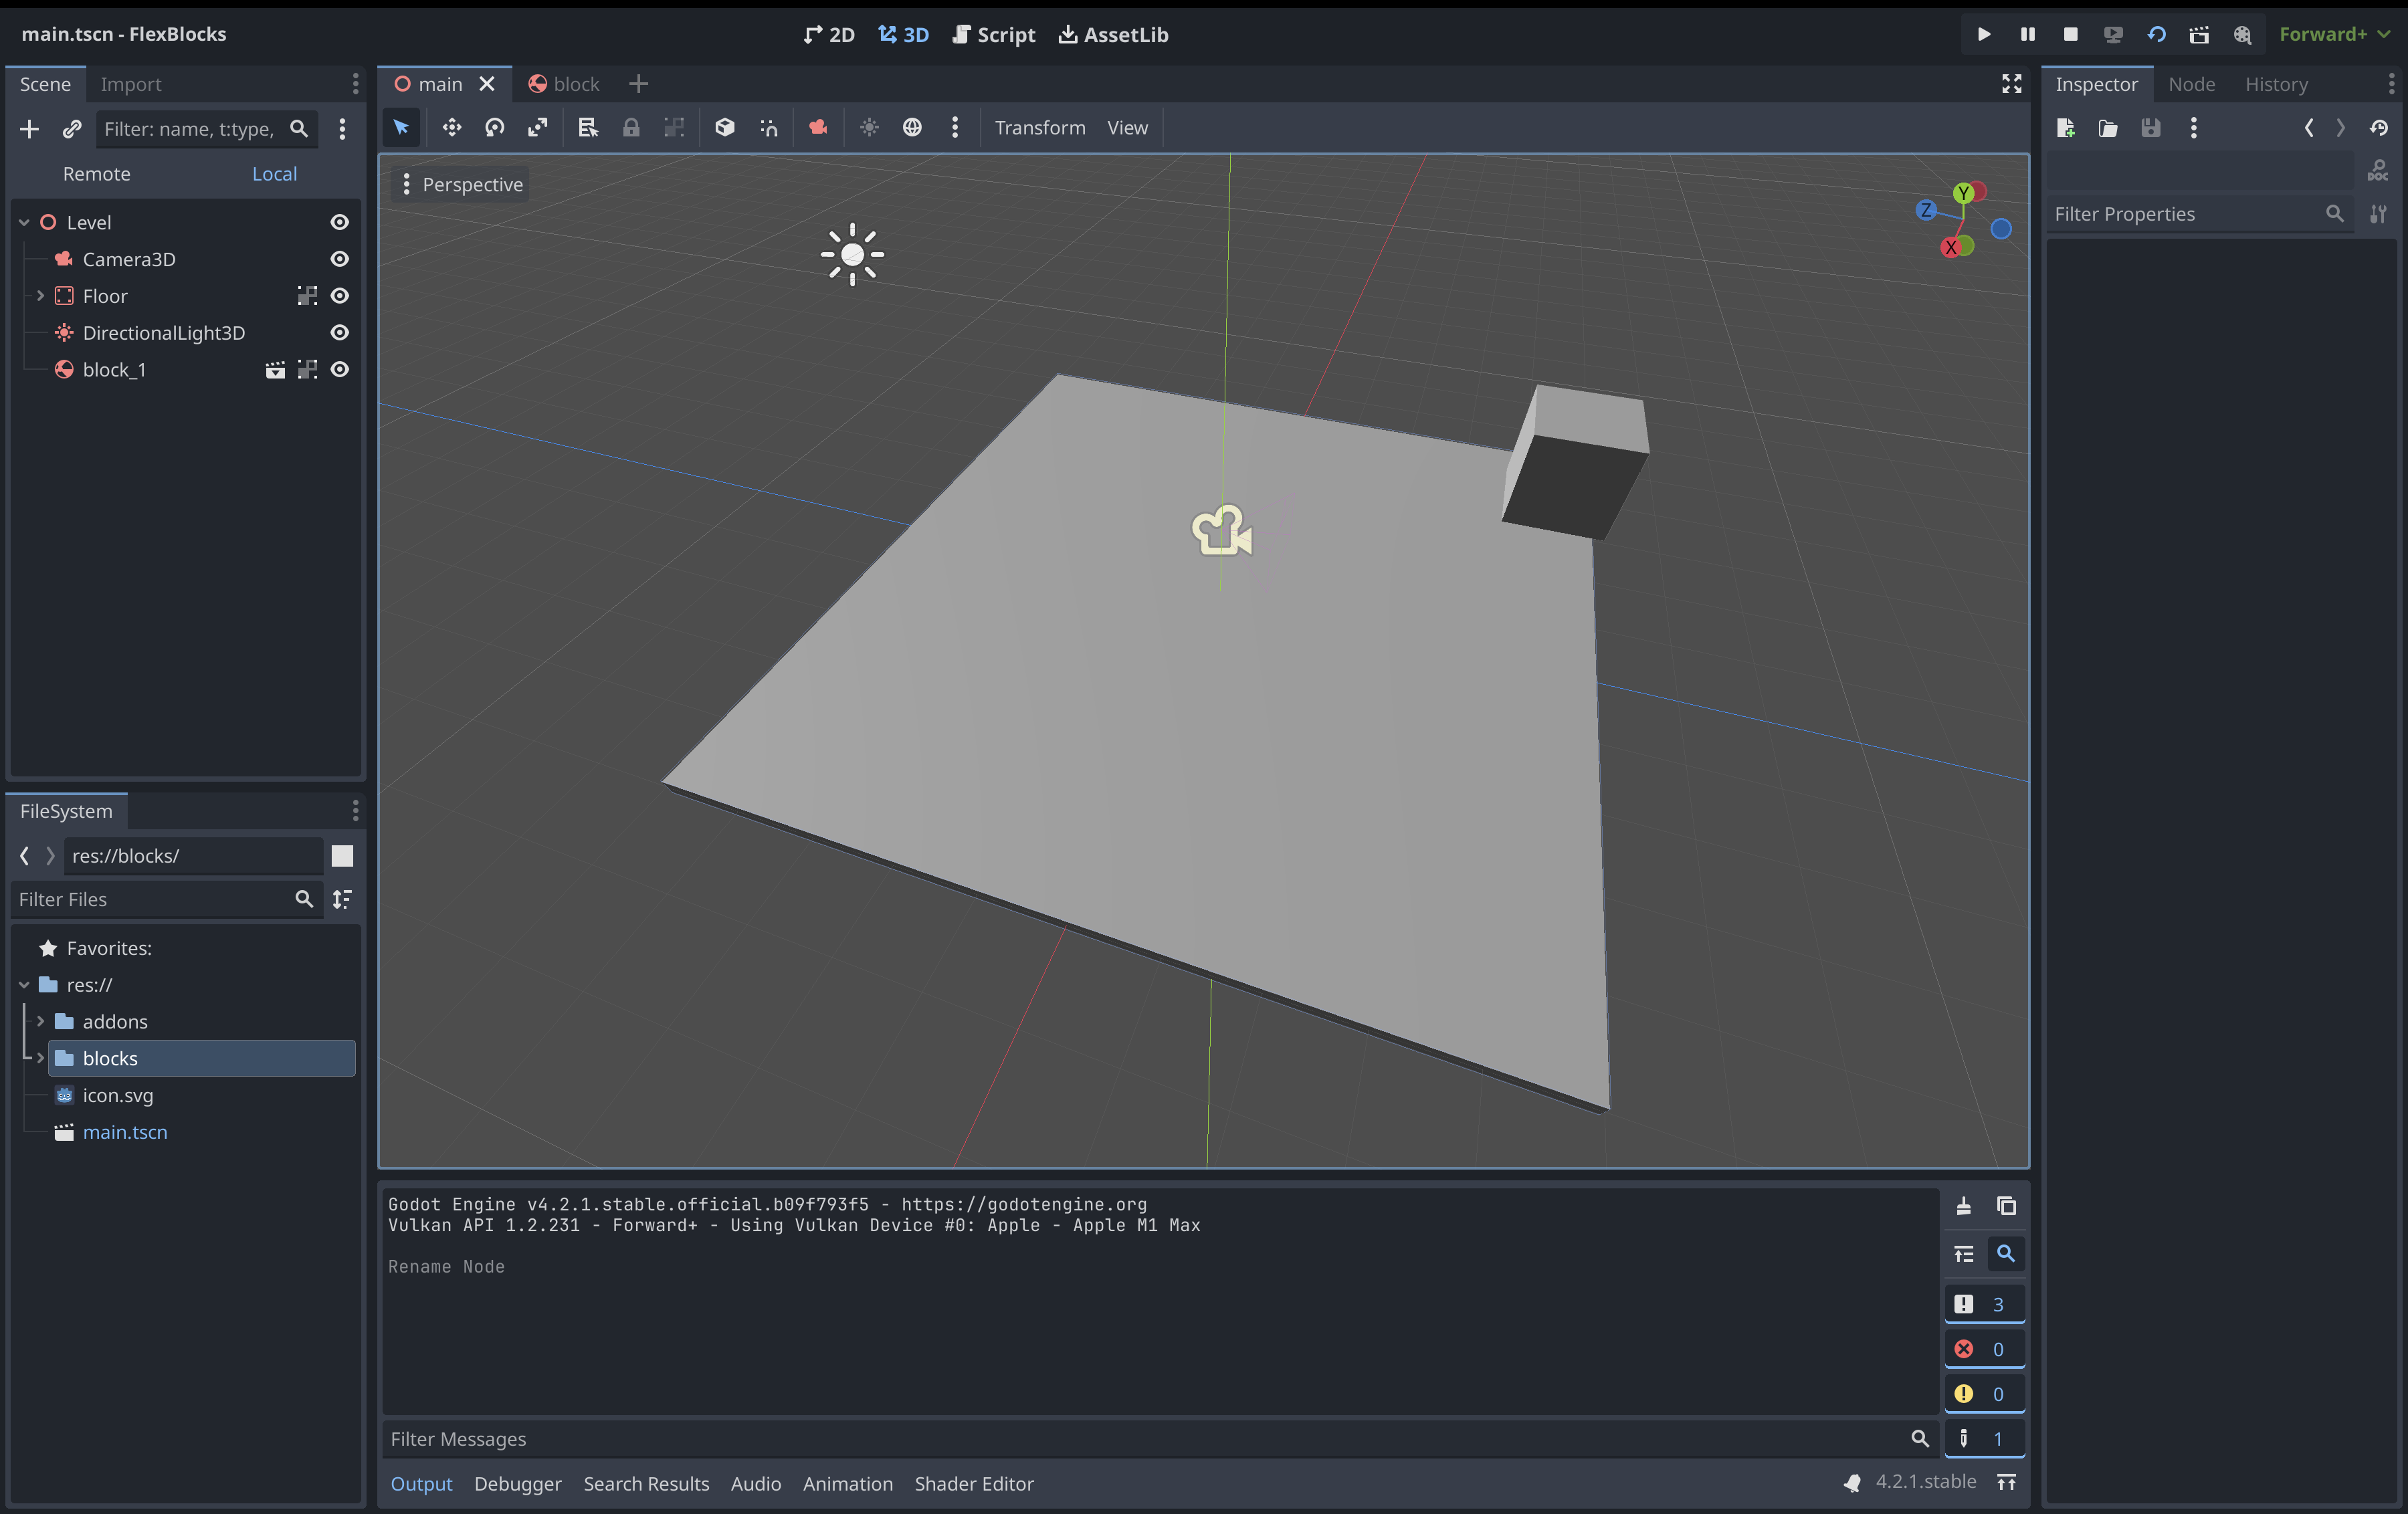 main.tscn - FlexBlocks
2D 3D Script AssetLib
Forward+
Scene Import
Filter: name, t:type,
Remote Local
Level
Camera3D
Floor
DirectionalLight3D
block_1
FileSystem
res://blocks/
Filter Files
Favorites:
res://
addons
blocks
icon.svg
main.tscn
main block
Transform View
Perspective
Y
Z
X
Godot Engine v4.2.1.stable.official.b09f793f5 - https://godotengine.org
Vulkan API 1.2.231 - Forward+ - Using Vulkan Device #0: Apple - Apple M1 Max
Rename Node
3
0
0
1
Filter Messages
Output Debugger Search Results Audio Animation Shader Editor
4.2.1.stable
Inspector Node History
DOC
Filter Properties